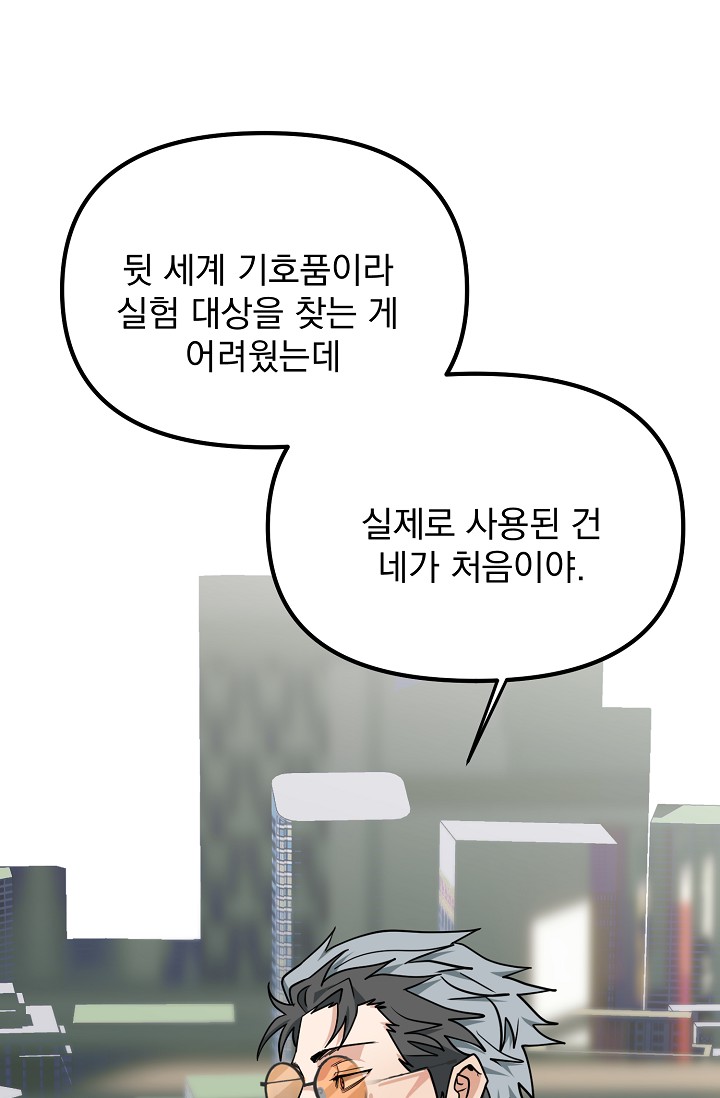 뒷 세계 기호품이라
실험 대상을 찾는 게
어려웠는데
실제로 사용된 건
네가 처음이야.